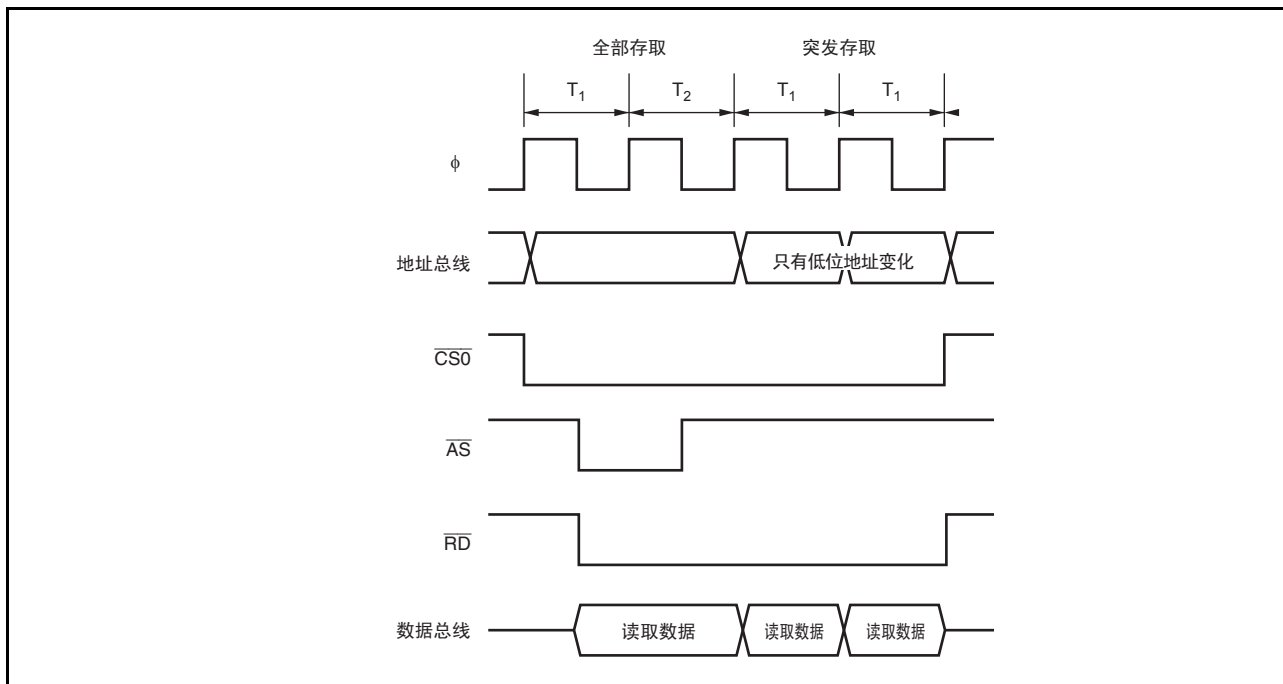 全部存取 突发存取
T1 T2 T1 T1
ϕ
地址总线 只有低位地址变化
CS0
AS
RD
数据总线 读取数据 读取数据 读取数据